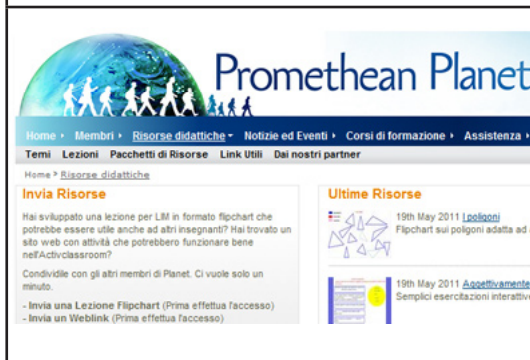 Promethean Planet
Home Membri Risorse didattiche Notizie ed Eventi Corsi di formazione Assistenza
Temi Lezioni Pacchetti di Risorse Link Utili Dai nostri partner
Home > Risorse didattiche
Invia Risorse
Hai sviluppato una lezione per LIM in formato flipchart che
potrebbe essere utile anche ad altri insegnanti? Hai trovato un
sito web con attività che potrebbero funzionare bene
nell'Activclassroom?
Condividile con gli altri membri di Planet. Ci vuole solo un
minuto.
- Invia una Lezione Flipchart (Prima effettua l'accesso)
- Invia un Weblink (Prima effettua l'accesso)
Ultime Risorse
19th May 2011 I poligoni
Flipchart sui poligoni adatta ad
19th May 2011 Aggettivamente
Semplici esercitazioni interattive